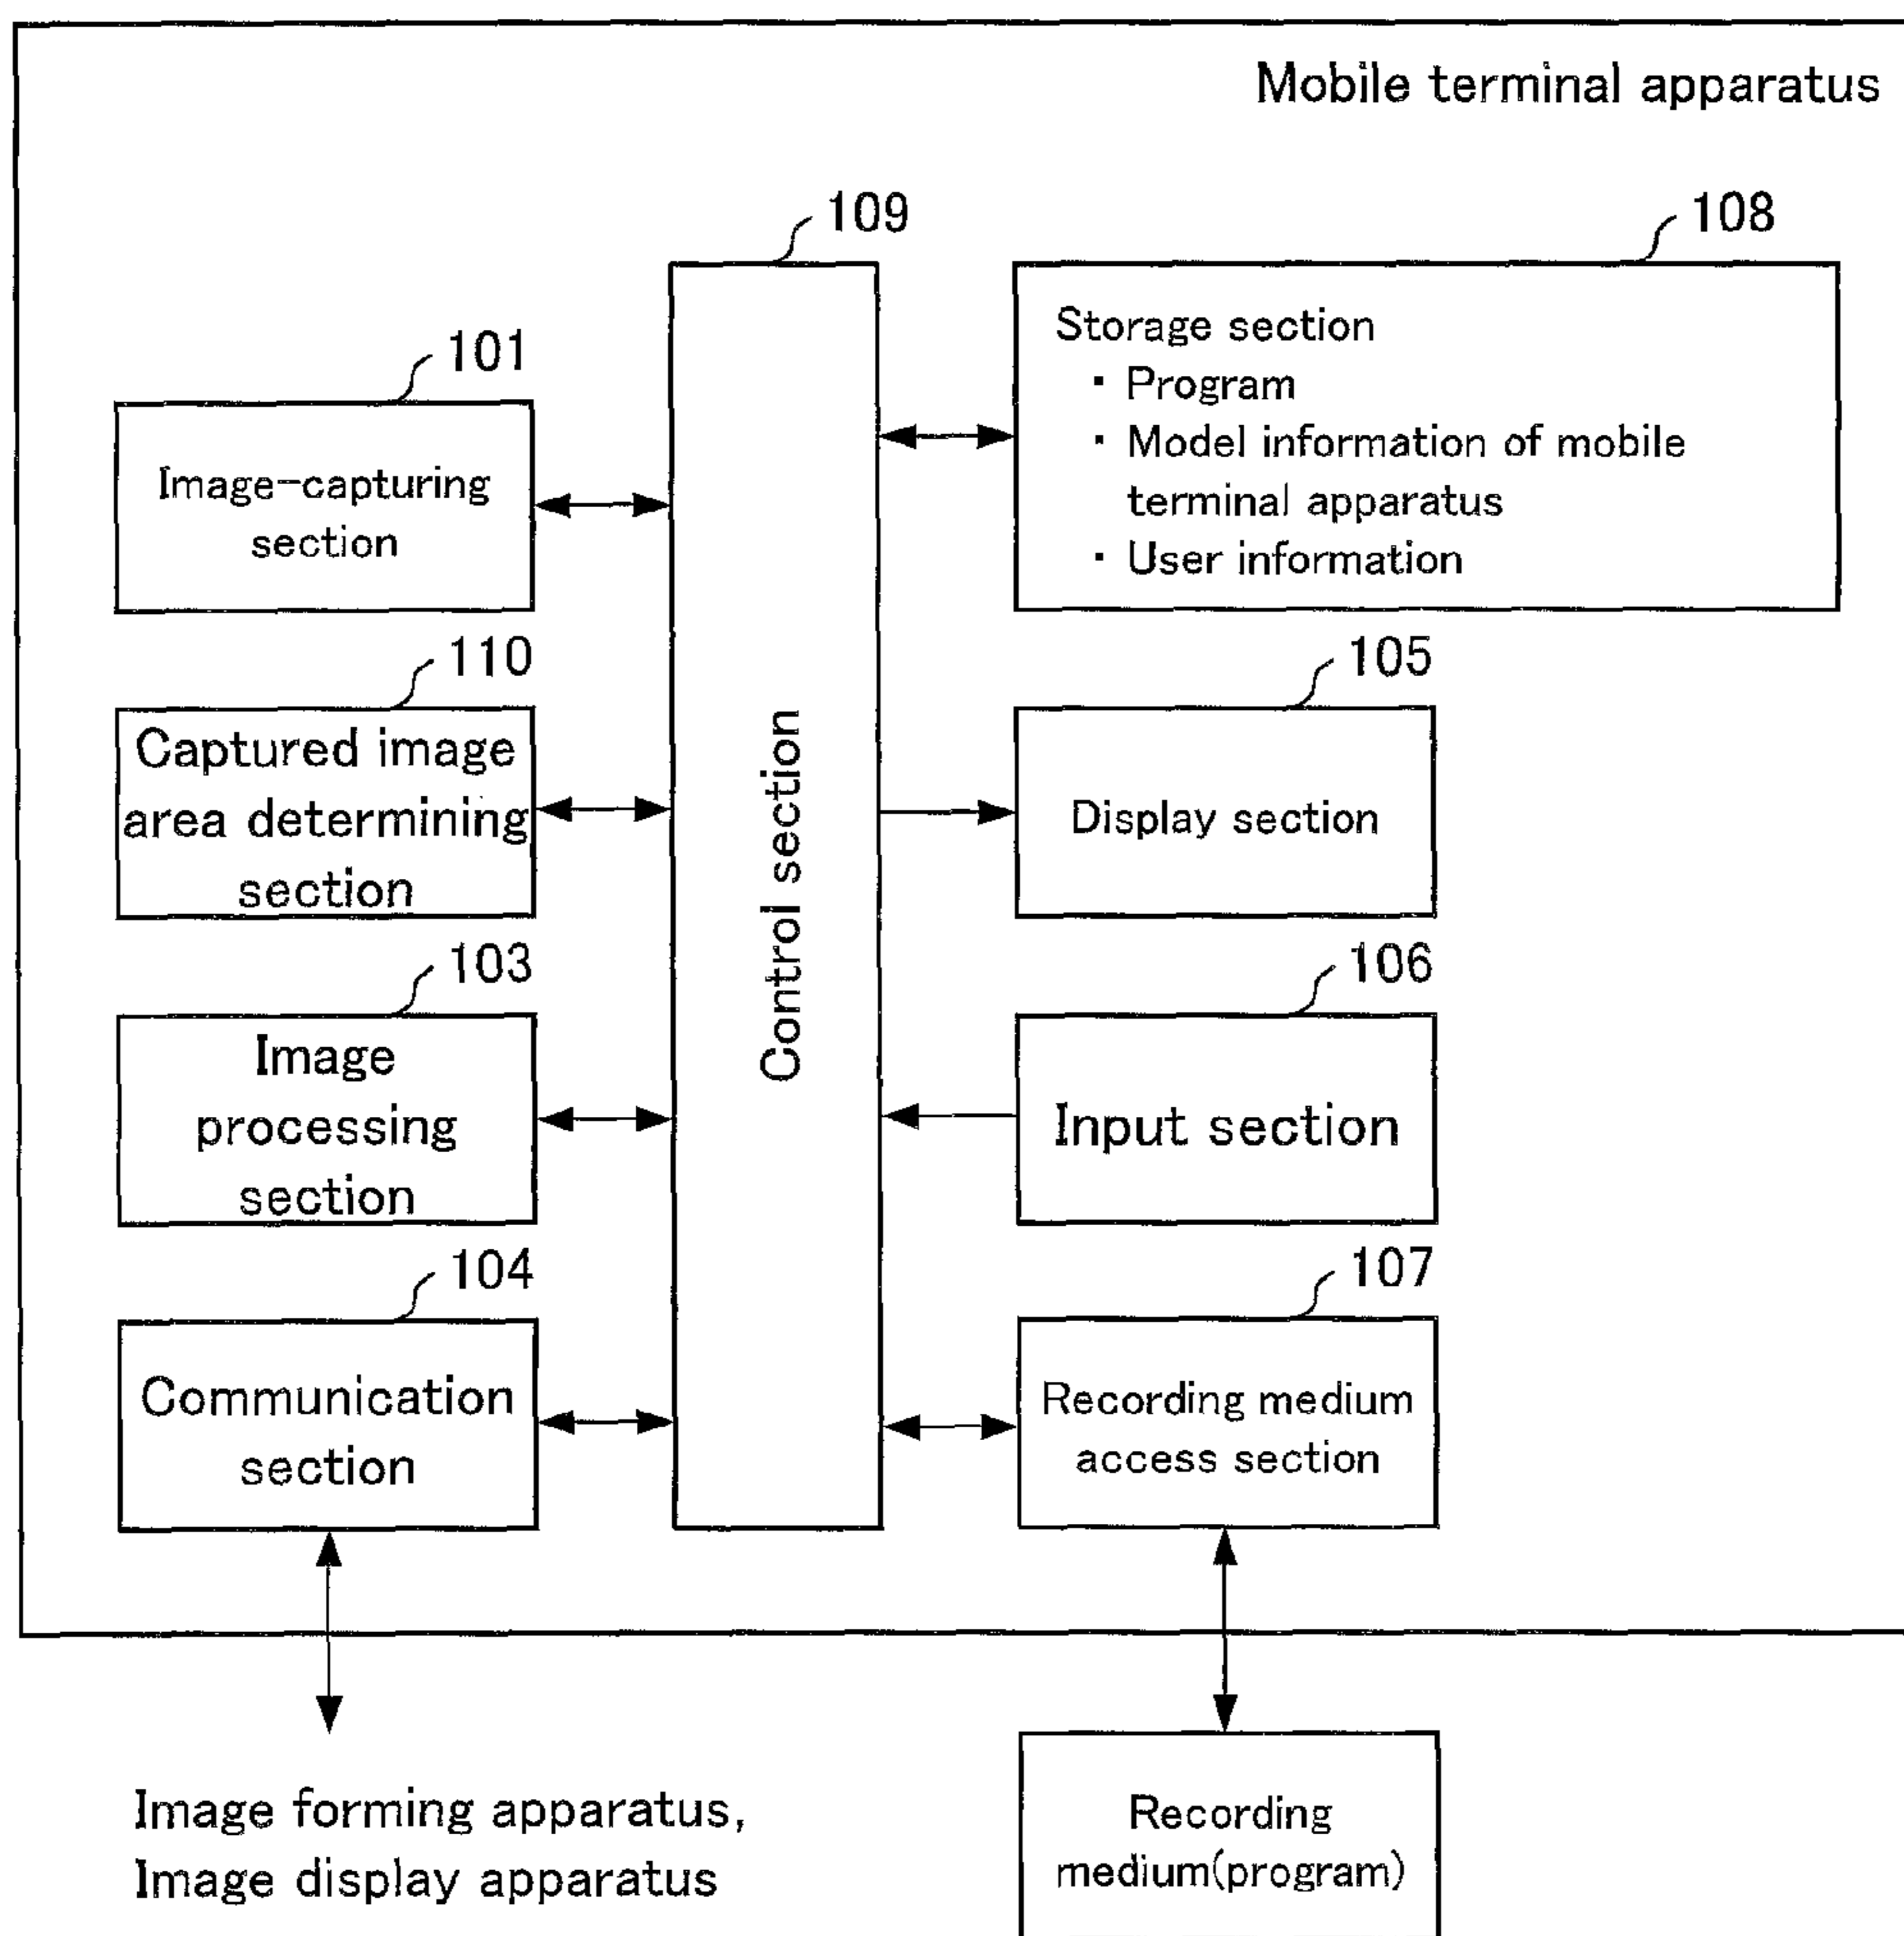 Mobile terminal apparatus
109
108
Storage section
・Program
・Model information of mobile
terminal apparatus
・User information
101
Image-capturing
section
110
Captured image
area determining
section
105
Display section
Control section
103
Image
processing
section
106
Input section
104
Communication
section
107
Recording medium
access section
Image forming apparatus,
Image display apparatus
Recording
medium(program)